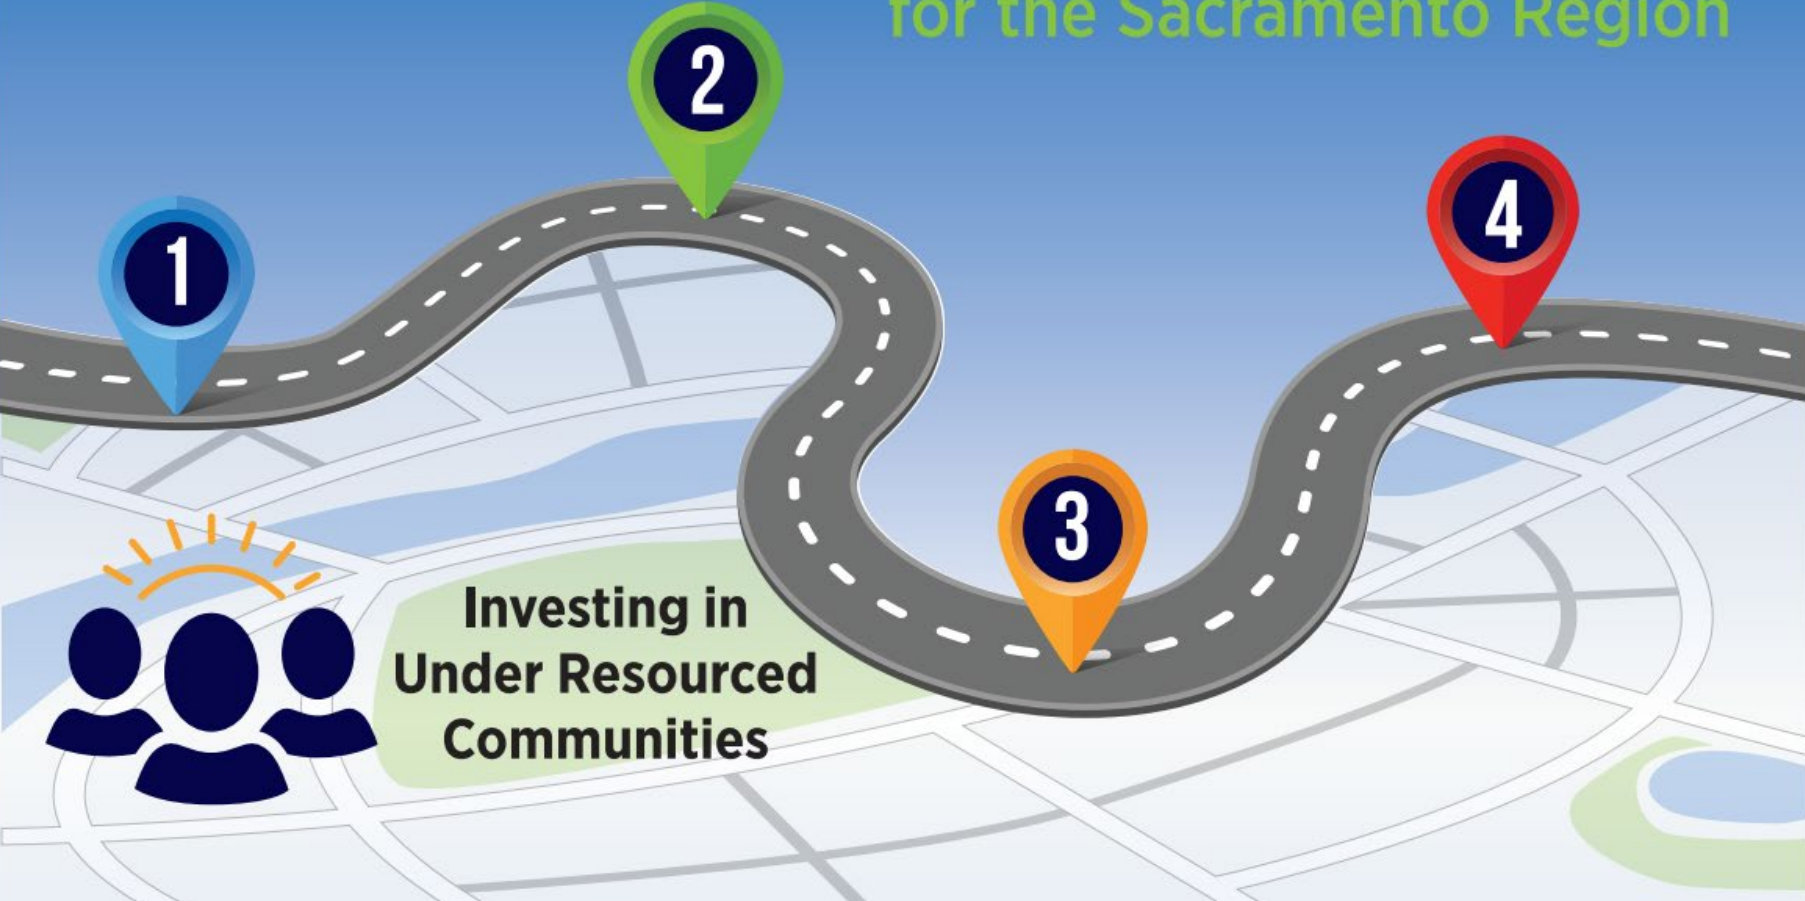 for the Sacramento Region
2
1
4
3
Investing in
Under Resourced
Communities